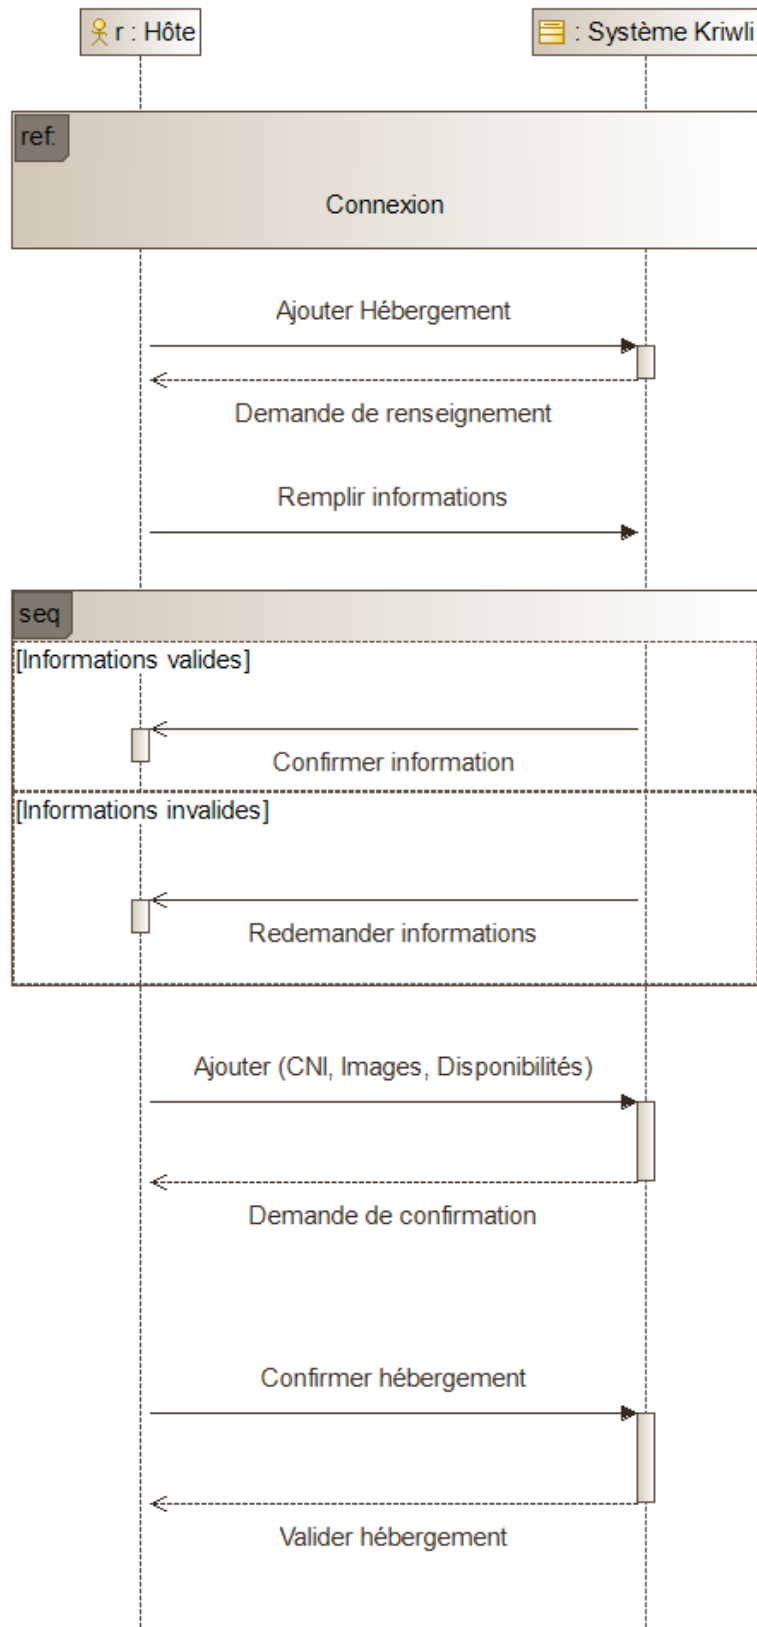 r : Hôte
: Système Kriwli
ref:
Connexion
Ajouter Hébergement
Demande de renseignement
Remplir informations
seq
[Informations valides]
Confirmer information
[Informations invalides]
Redemander informations
Ajouter (CNI, Images, Disponibilités)
Demande de confirmation
Confirmer hébergement
Valider hébergement